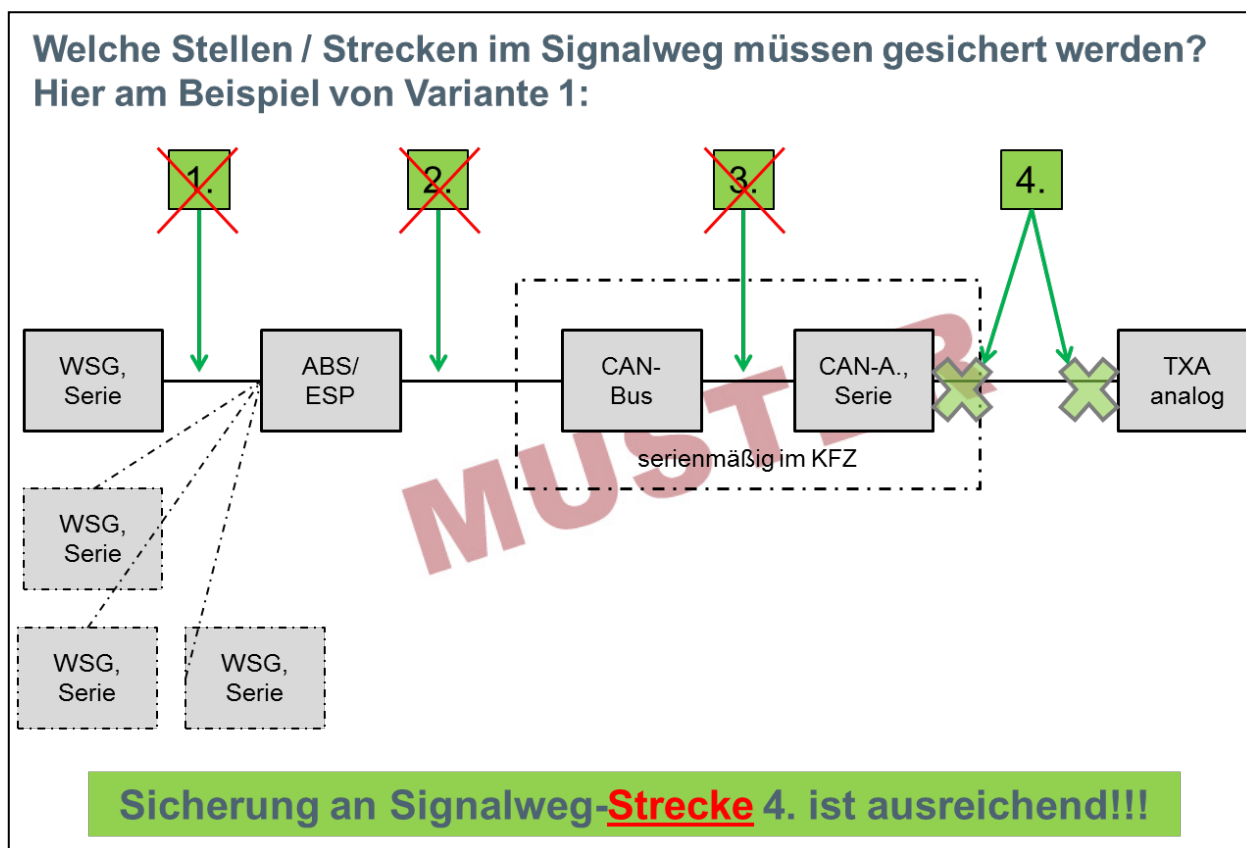 Welche Stellen / Strecken im Signalweg müssen gesichert werden?
Hier am Beispiel von Variante 1:
1.
2.
3.
4.
WSG,
Serie
ABS/
ESP
CAN-
Bus
CAN-A.,
Serie
TXA
analog
serienmäßig im KFZ
MUSTER
WSG,
Serie
WSG,
Serie
WSG,
Serie
Sicherung an Signalweg-Strecke 4. ist ausreichend!!!